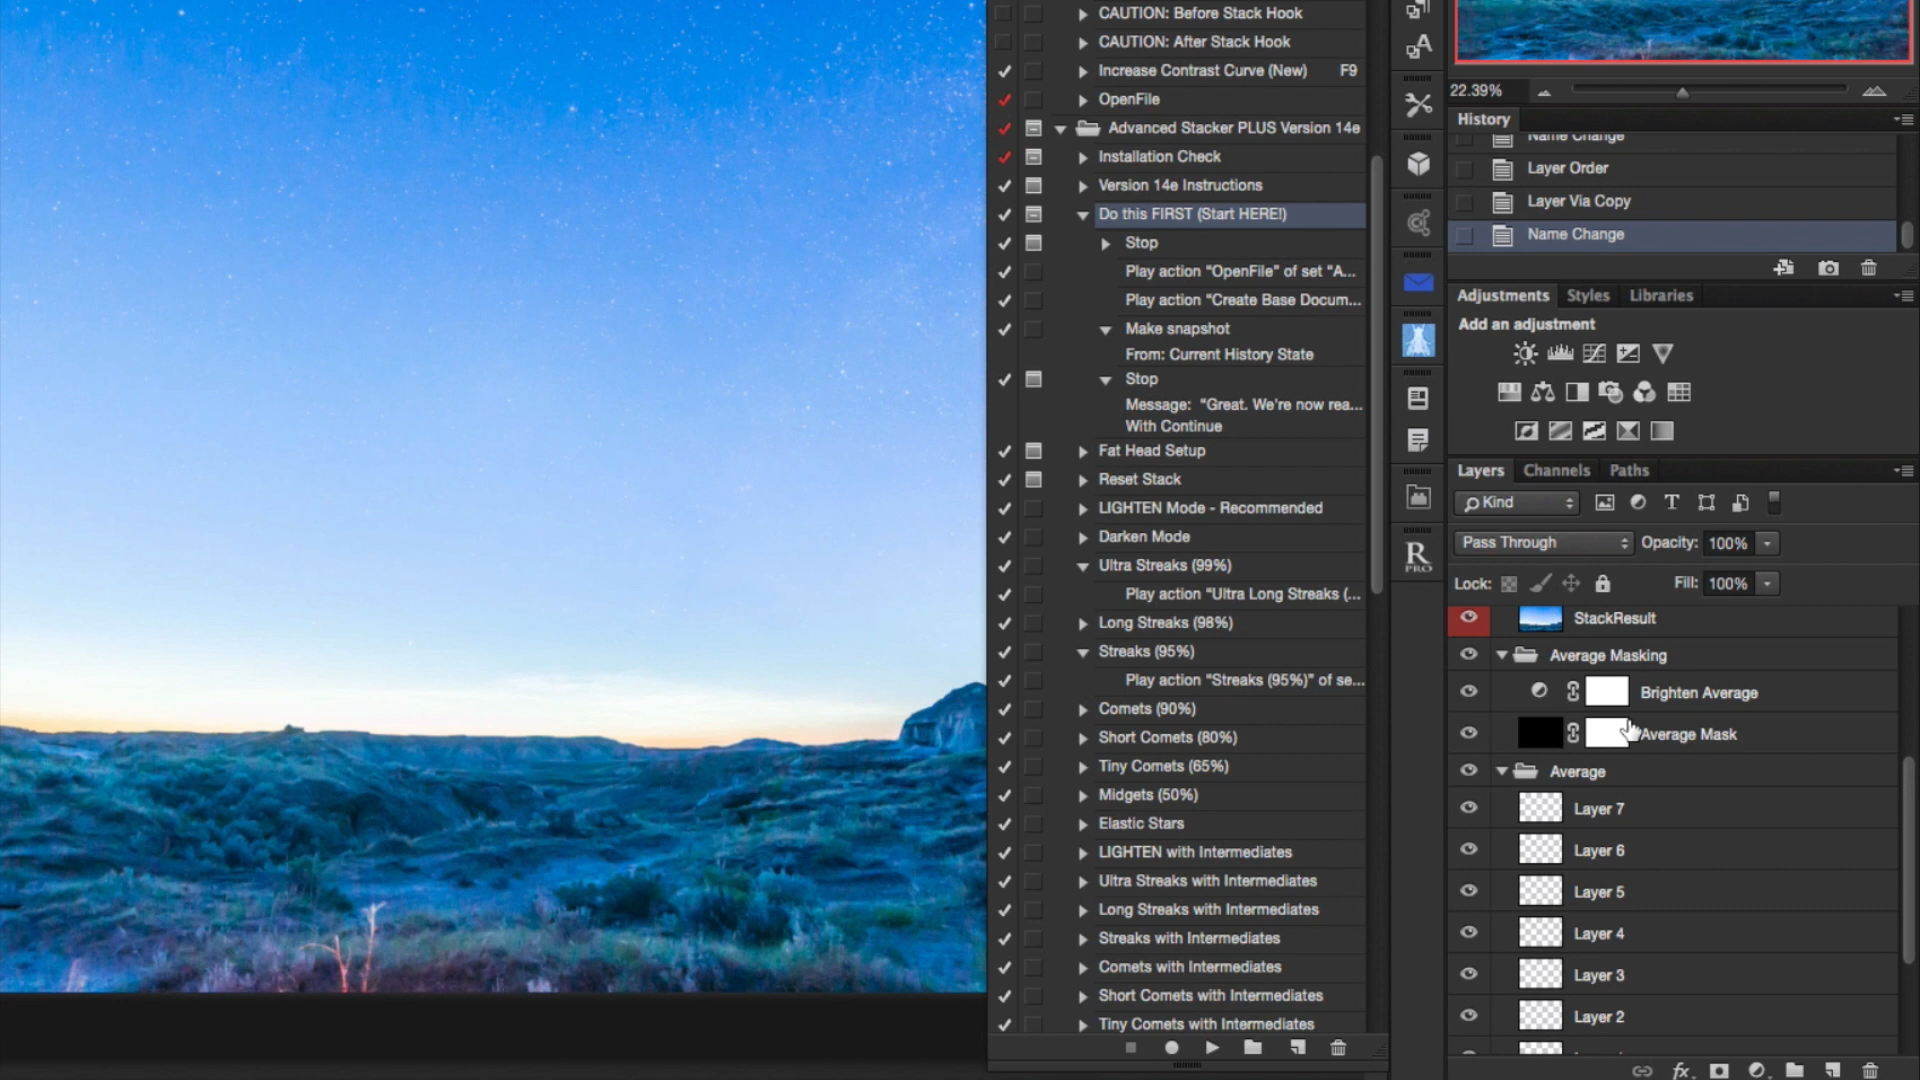 CAUTION: Before Stack Hook
CAUTION: After Stack Hook
Increase Contrast Curve (New) F9
OpenFile
Advanced Stacker PLUS Version 14e
Installation Check
Version 14e Instructions
Do this FIRST (Start HERE!)
Stop
Play action “OpenFile” of set “A...
Play action “Create Base Docum...
Make snapshot
From: Current History State
Stop
Message: “Great. We're now rea...
With Continue
Fat Head Setup
Reset Stack
LIGHTEN Mode - Recommended
Darken Mode
Ultra Streaks (99%)
Play action “Ultra Long Streaks (...
Long Streaks (98%)
Streaks (95%)
Play action “Streaks (95%)” of se...
Comets (90%)
Short Comets (80%)
Tiny Comets (65%)
Midgets (50%)
Elastic Stars
LIGHTEN with Intermediates
Ultra Streaks with Intermediates
Long Streaks with Intermediates
Streaks with Intermediates
Comets with Intermediates
Short Comets with Intermediates
Tiny Comets with Intermediates
A
R
PRO
22.39%
History
Name Change
Layer Order
Layer Via Copy
Name Change
Adjustments Styles Libraries
Add an adjustment
Layers Channels Paths
Kind T
Pass Through Opacity: 100%
Lock: Fill: 100%
StackResult
Average Masking
Brighten Average
Average Mask
Average
Layer 7
Layer 6
Layer 5
Layer 4
Layer 3
Layer 2
fx